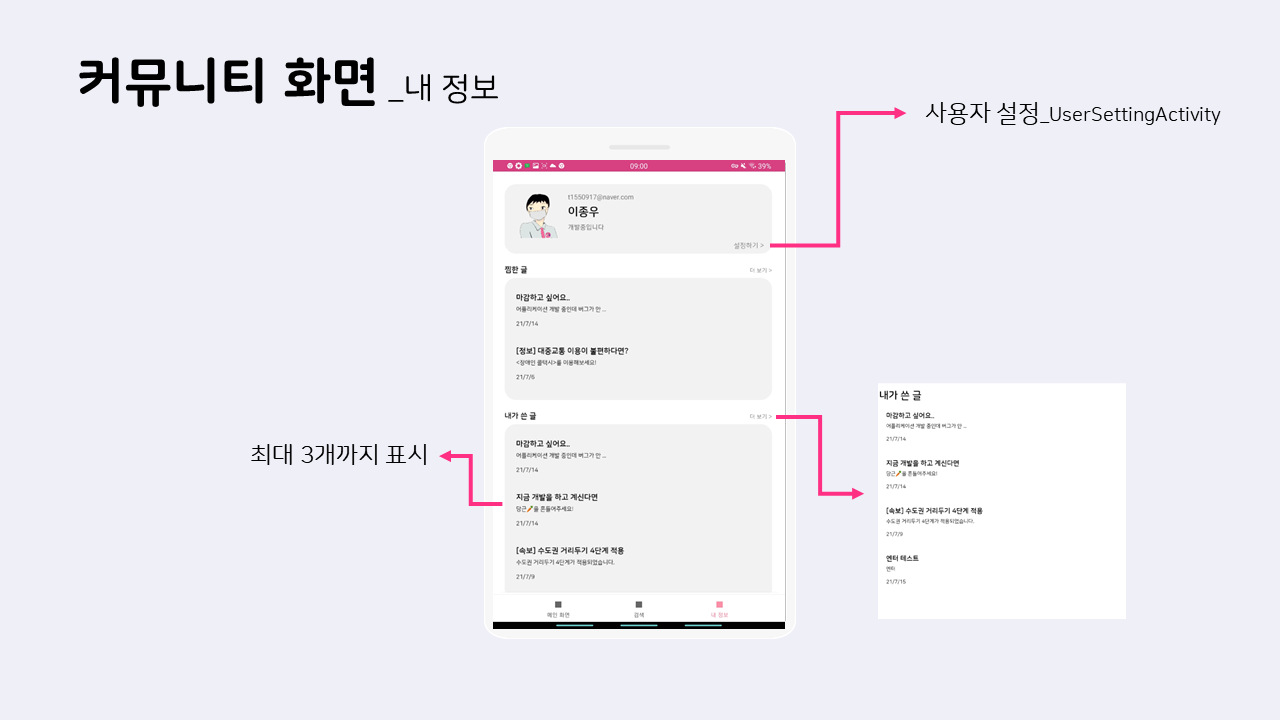 커뮤니티 화면 _내 정보
사용자 설정_UserSettingActivity
09:00
39%
t1550917@naver.com
이종우
개발중입니다
설정하기 >
찜한 글
더 보기 >
마감하고 싶어요..
어플리케이션 개발 중인데 버그가 안 ...
21/7/14
[정보] 대중교통 이용이 불편하다면?
<장애인 콜택시>를 이용해보세요!
21/7/6
내가 쓴 글
더 보기 >
마감하고 싶어요..
어플리케이션 개발 중인데 버그가 안 ...
21/7/14
지금 개발을 하고 계신다면
당근🥕을 흔들어주세요!
21/7/14
[속보] 수도권 거리두기 4단계 적용
수도권 거리두기 4단계가 적용되었습니다.
21/7/9
메인 화면
검색
내 정보
최대 3개까지 표시
내가 쓴 글
마감하고 싶어요..
어플리케이션 개발 중인데 버그가 안 ...
21/7/14
지금 개발을 하고 계신다면
당근🥕을 흔들어주세요!
21/7/14
[속보] 수도권 거리두기 4단계 적용
수도권 거리두기 4단계가 적용되었습니다.
21/7/9
엔터 테스트
엔터
21/7/15